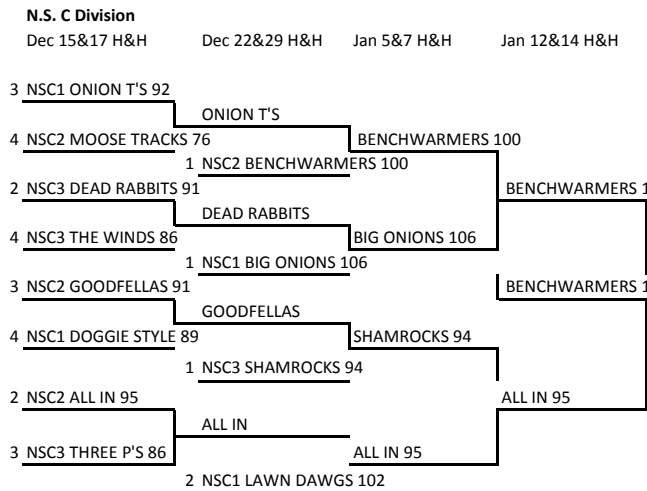 N.S. C Division
Dec 15&17 H&H Dec 22&29 H&H Jan 5&7 H&H Jan 12&14 H&H
3 NSC1 ONION T'S 92
ONION T'S
4 NSC2 MOOSE TRACKS 76 BENCHWARMERS 100
1 NSC2 BENCHWARMERS 100
2 NSC3 DEAD RABBITS 91 BENCHWARMERS 1
DEAD RABBITS
4 NSC3 THE WINDS 86 BIG ONIONS 106
1 NSC1 BIG ONIONS 106
3 NSC2 GOODFELLAS 91 BENCHWARMERS 1
GOODFELLAS
4 NSC1 DOGGIE STYLE 89 SHAMROCKS 94
1 NSC3 SHAMROCKS 94
2 NSC2 ALL IN 95 ALL IN 95
ALL IN
3 NSC3 THREE P'S 86 ALL IN 95
2 NSC1 LAWN DAWGS 102